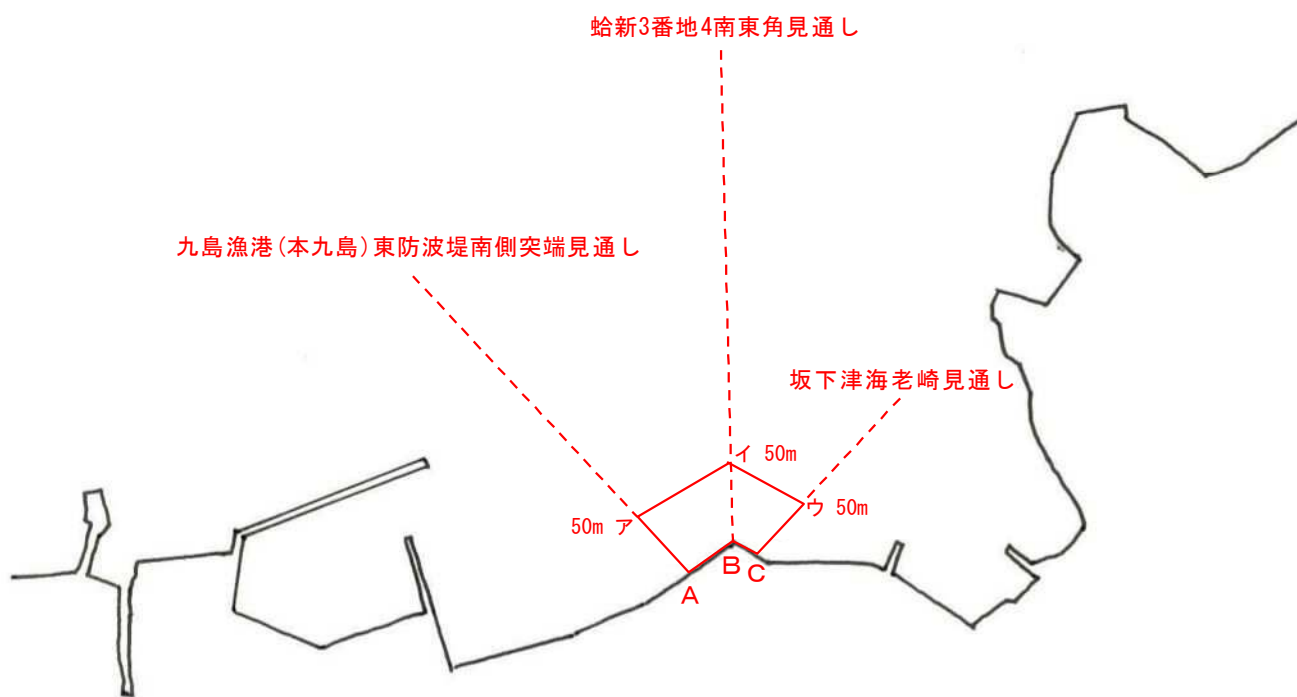 蛤新3番地4南東角見通し
九島漁港(本九島)東防波堤南側突端見通し
坂下津海老崎見通し
イ 50m
50m ア
ウ 50m
A
B
C